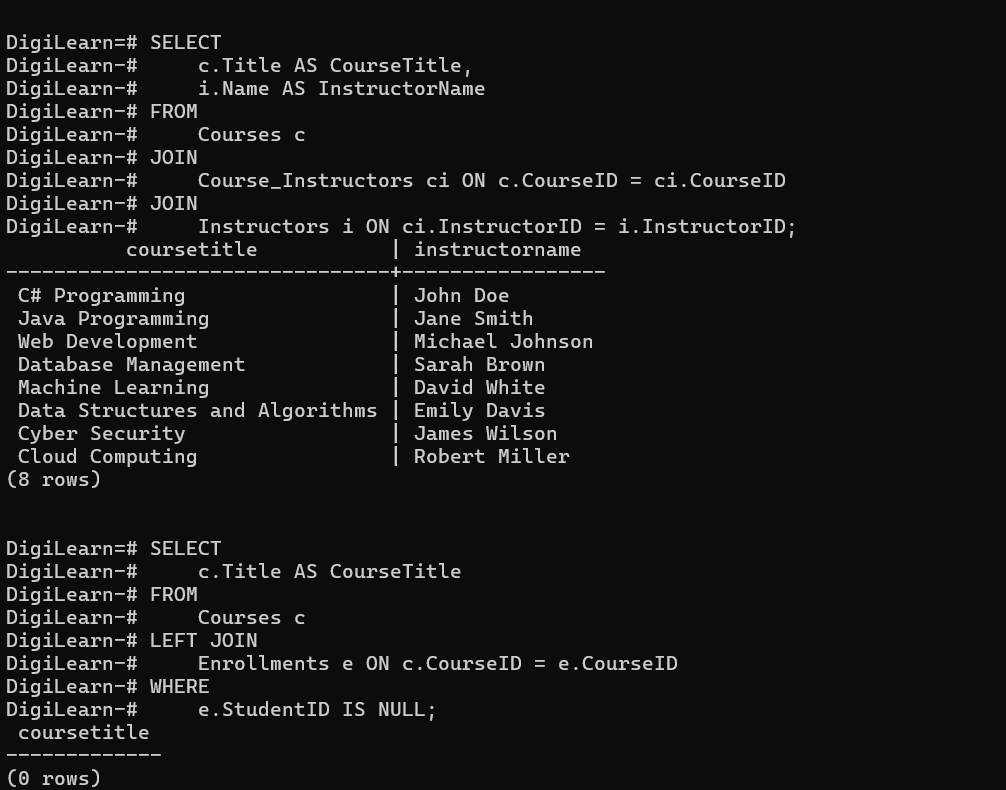 DigiLearn=# SELECT
DigiLearn-#     c.Title AS CourseTitle,
DigiLearn-#     i.Name AS InstructorName
DigiLearn-# FROM
DigiLearn-#     Courses c
DigiLearn-# JOIN
DigiLearn-#     Course_Instructors ci ON c.CourseID = ci.CourseID
DigiLearn-# JOIN
DigiLearn-#     Instructors i ON ci.InstructorID = i.InstructorID;
          coursetitle           | instructorname
--------------------------------+-----------------
 C# Programming                 | John Doe
 Java Programming               | Jane Smith
 Web Development                | Michael Johnson
 Database Management            | Sarah Brown
 Machine Learning               | David White
 Data Structures and Algorithms | Emily Davis
 Cyber Security                 | James Wilson
 Cloud Computing                | Robert Miller
(8 rows)
DigiLearn=# SELECT
DigiLearn-#     c.Title AS CourseTitle
DigiLearn-# FROM
DigiLearn-#     Courses c
DigiLearn-# LEFT JOIN
DigiLearn-#     Enrollments e ON c.CourseID = e.CourseID
DigiLearn-# WHERE
DigiLearn-#     e.StudentID IS NULL;
 coursetitle
-------------
(0 rows)